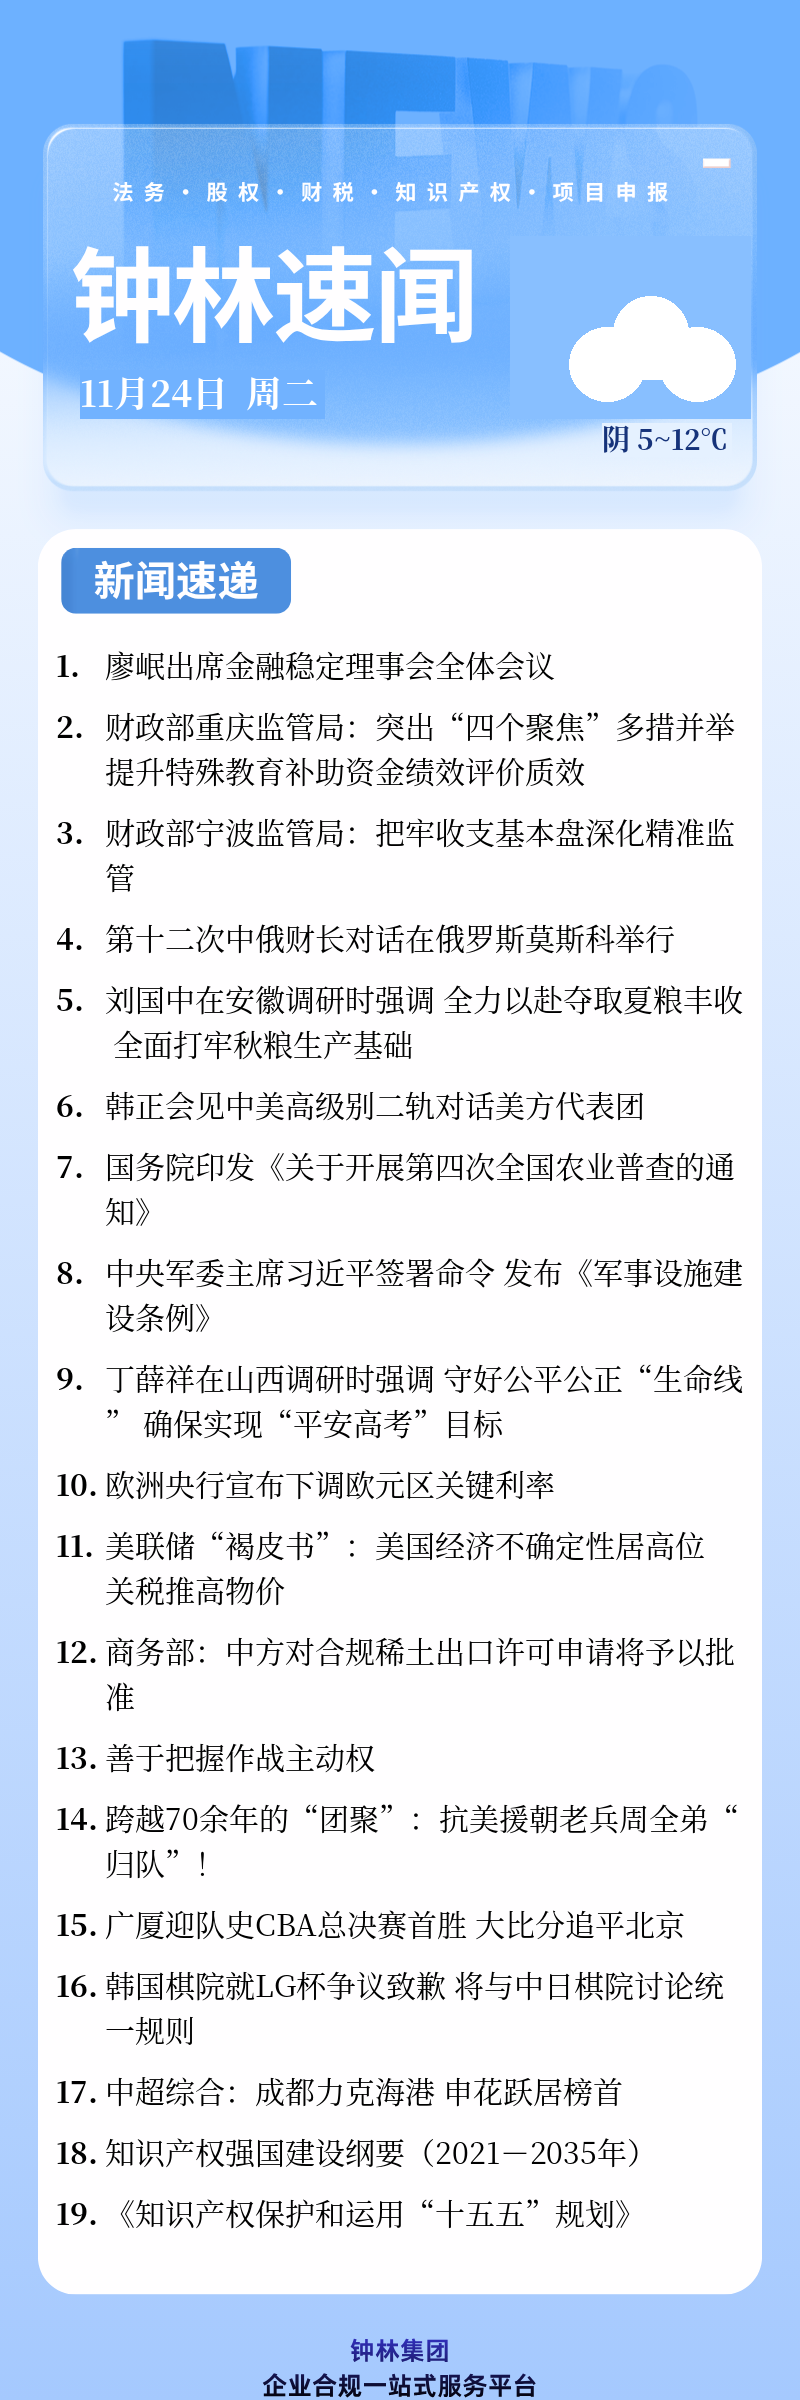 NEWS
法务·股权·财税·知识产权·项目申报
钟林速闻
11月24日 周二
阴 5~12℃
新闻速递
1. 廖岷出席金融稳定理事会全体会议
2. 财政部重庆监管局：突出“四个聚焦”多措并举
提升特殊教育补助资金绩效评价质效
3. 财政部宁波监管局：把牢收支基本盘深化精准监
管
4. 第十二次中俄财长对话在俄罗斯莫斯科举行
5. 刘国中在安徽调研时强调 全力以赴夺取夏粮丰收
全面打牢秋粮生产基础
6. 韩正会见中美高级别二轨对话美方代表团
7. 国务院印发《关于开展第四次全国农业普查的通
知》
8. 中央军委主席习近平签署命令 发布《军事设施建
设条例》
9. 丁薛祥在山西调研时强调 守好公平公正“生命线
” 确保实现“平安高考”目标
10. 欧洲央行宣布下调欧元区关键利率
11. 美联储“褐皮书”：美国经济不确定性居高位
关税推高物价
12. 商务部：中方对合规稀土出口许可申请将予以批
准
13. 善于把握作战主动权
14. 跨越70余年的“团聚”：抗美援朝老兵周全弟“
归队”！
15. 广厦迎队史CBA总决赛首胜 大比分追平北京
16. 韩国棋院就LG杯争议致歉 将与中日棋院讨论统
一规则
17. 中超综合：成都力克海港 申花跃居榜首
18. 知识产权强国建设纲要（2021—2035年）
19. 《知识产权保护和运用“十五五”规划》
钟林集团
企业合规一站式服务平台